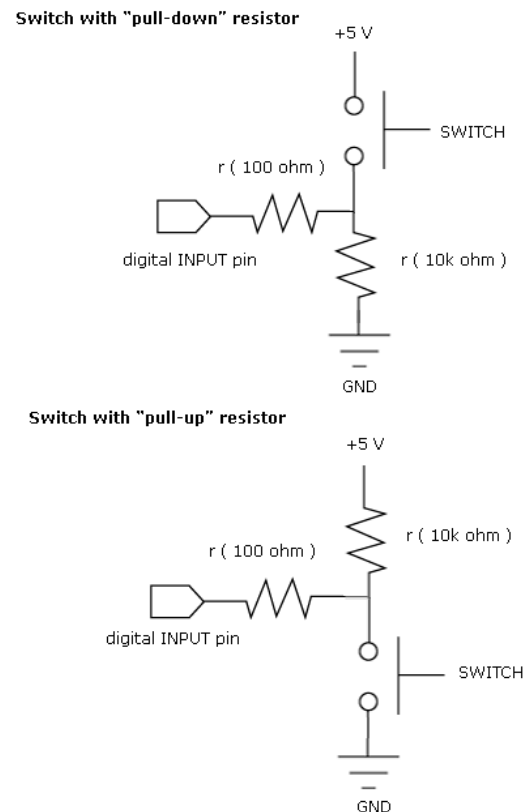 Switch with "pull-down" resistor
+5 V
SWITCH
r ( 100 ohm )
digital INPUT pin
r ( 10k ohm )
GND
Switch with "pull-up" resistor
+5 V
r ( 10k ohm )
r ( 100 ohm )
digital INPUT pin
SWITCH
GND